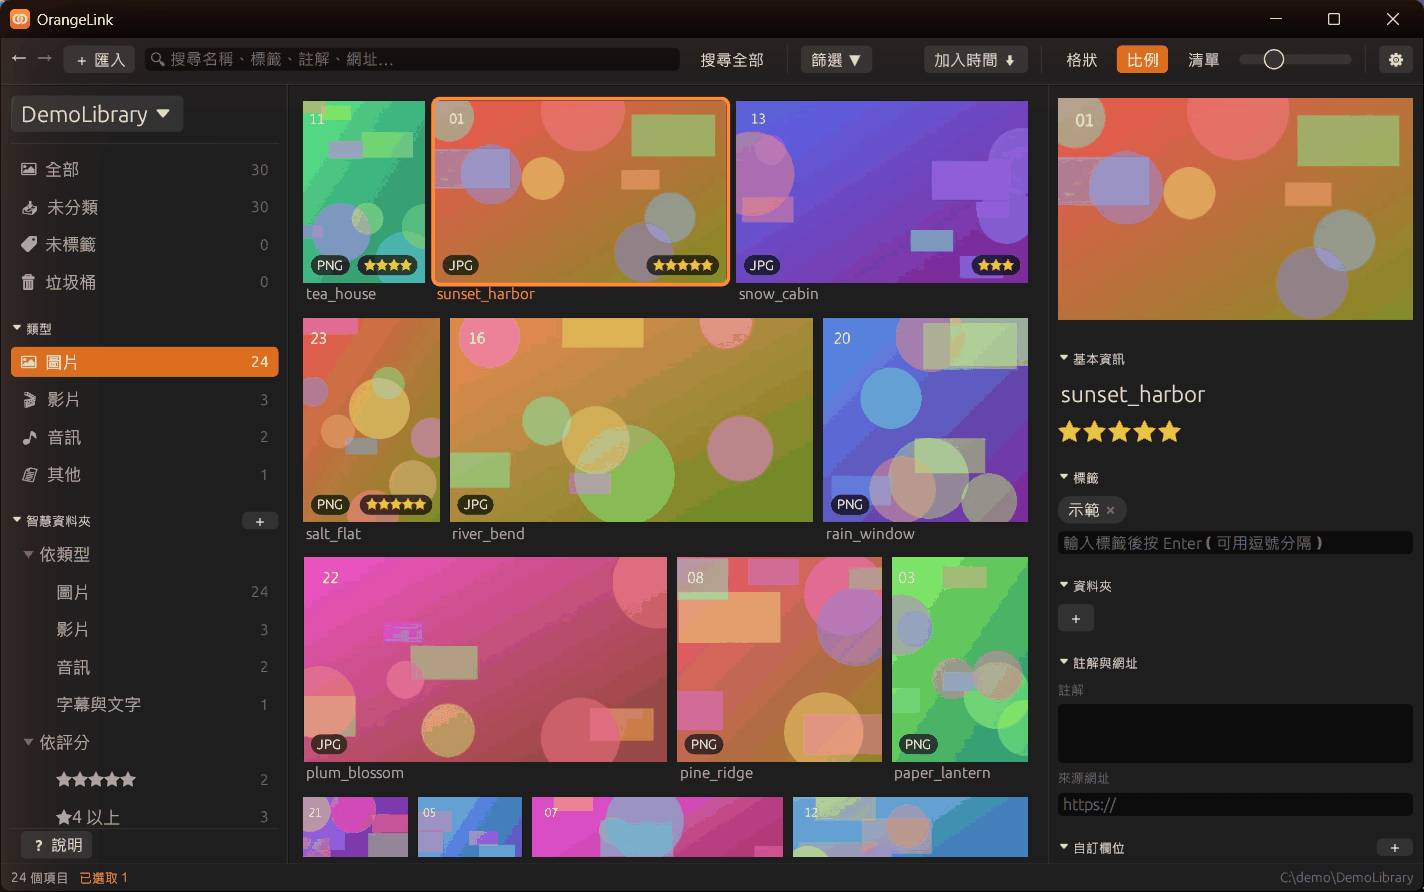 OrangeLink
+ 匯入
搜尋名稱、標籤、註解、網址...
搜尋全部
篩選 ▼
加入時間
格狀
比例
清單
DemoLibrary
全部 30
未分類 30
未標籤 0
垃圾桶 0
類型
圖片 24
影片 3
音訊 2
其他 1
智慧資料夾 +
依類型
圖片 24
影片 3
音訊 2
字幕與文字 1
依評分
★★★★★ 2
★4 以上 3
? 說明
24 個項目 已選取 1
11
PNG ★★★★
tea_house
01
JPG ★★★★★
sunset_harbor
13
JPG ★★★
snow_cabin
23
PNG ★★★★★
salt_flat
16
JPG
river_bend
20
PNG
rain_window
22
JPG
plum_blossom
08
PNG
pine_ridge
03
PNG
paper_lantern
21
05
07
12
01
基本資訊
sunset_harbor
★★★★★
標籤
示範 ×
輸入標籤後按 Enter（可用逗號分隔）
資料夾
+
註解與網址
註解
來源網址
https://
自訂欄位 +
C:\demo\DemoLibrary